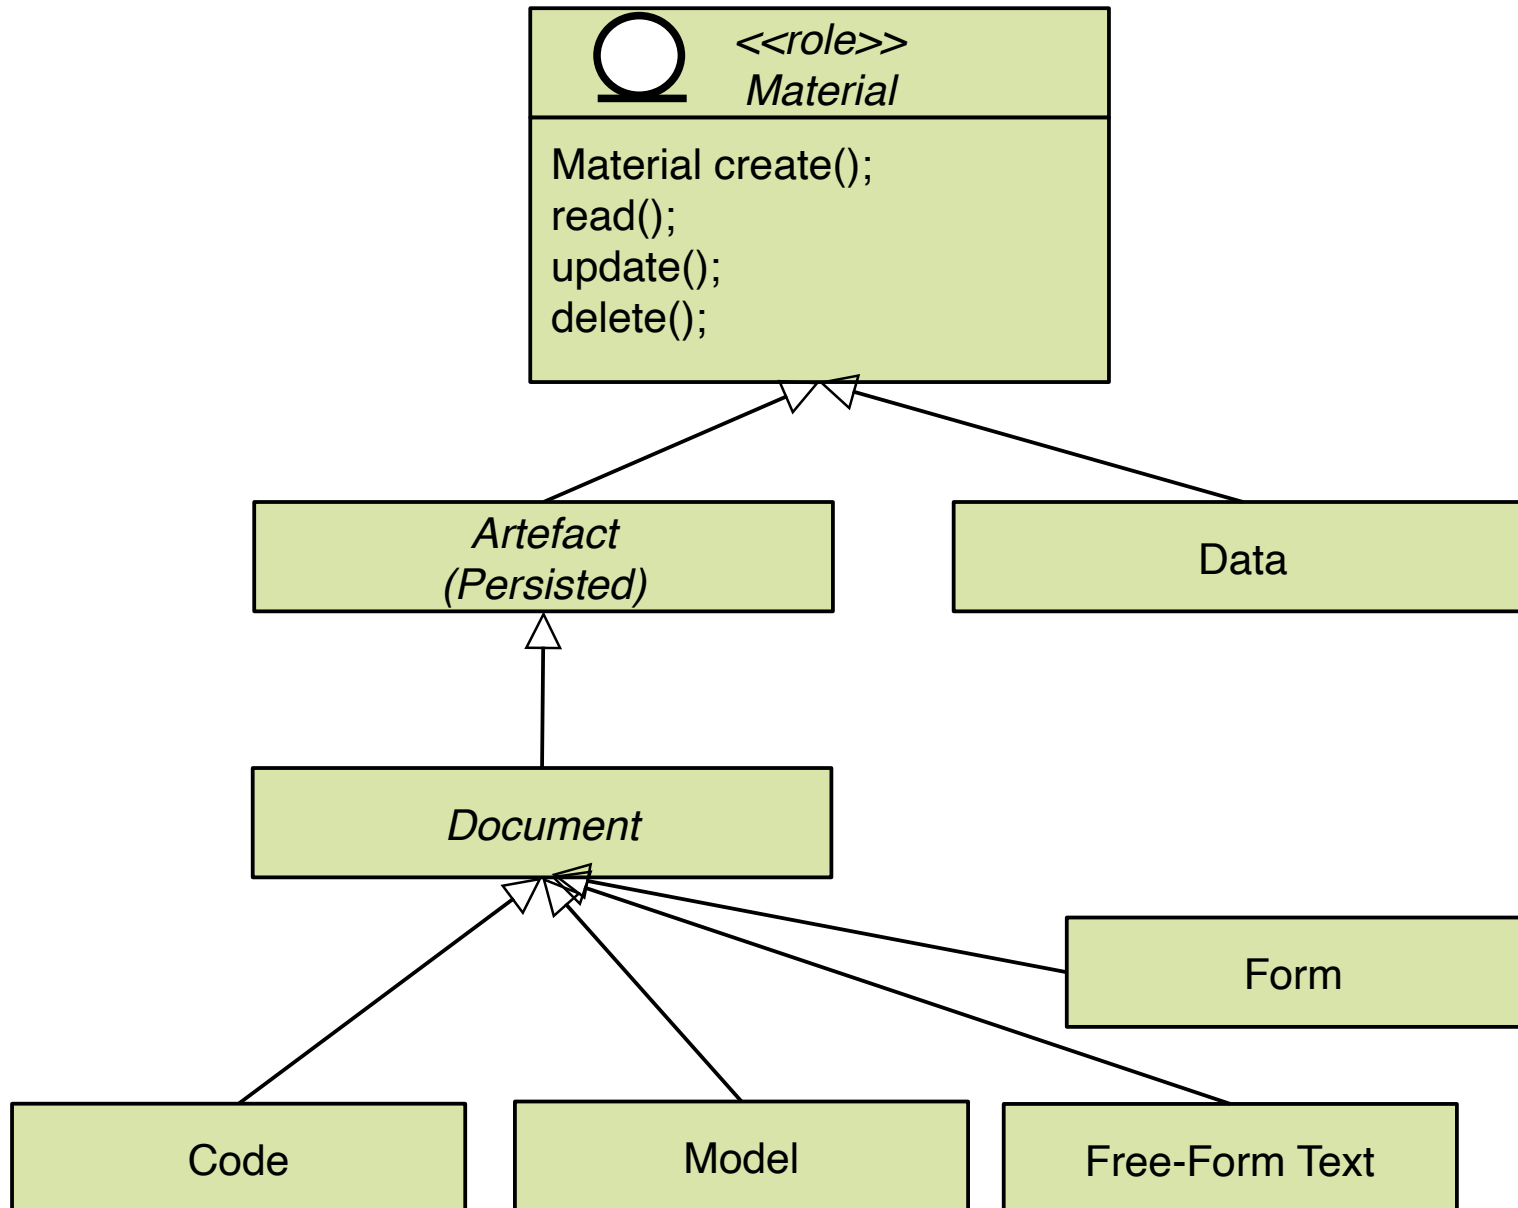 <<role>>
Material
Material create();
read();
update();
delete();
Artefact
(Persisted)
Data
Document
Form
Code
Model
Free-Form Text